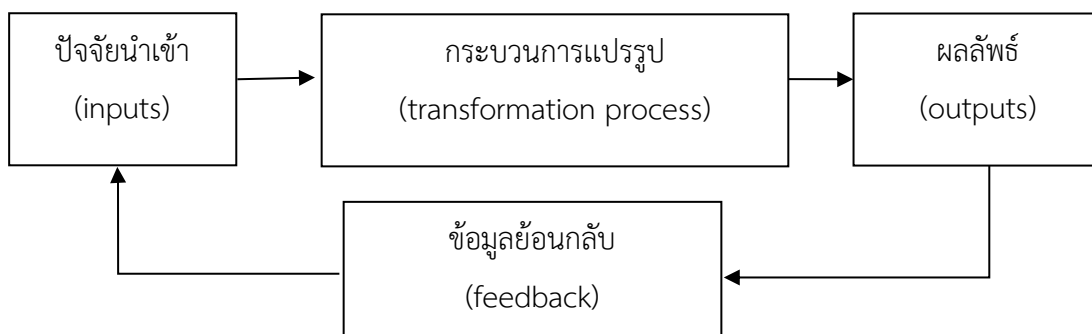 ปัจจัยนำเข้า
(inputs)
กระบวนการแปรรูป
(transformation process)
ผลลัพธ์
(outputs)
ข้อมูลย้อนกลับ
(feedback)